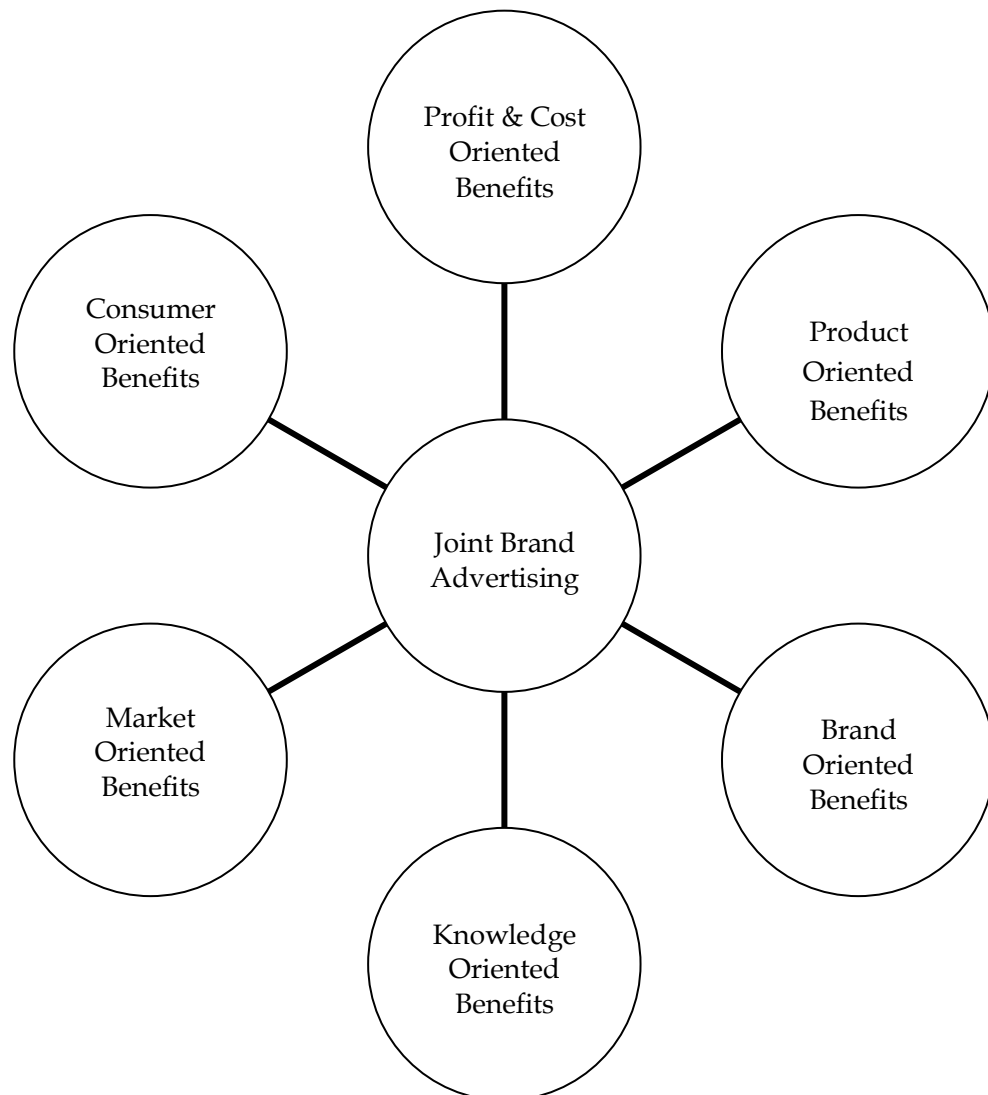 Profit & Cost
Oriented
Benefits
Consumer
Oriented
Benefits
Product
Oriented
Benefits
Joint Brand
Advertising
Market
Oriented
Benefits
Brand
Oriented
Benefits
Knowledge
Oriented
Benefits